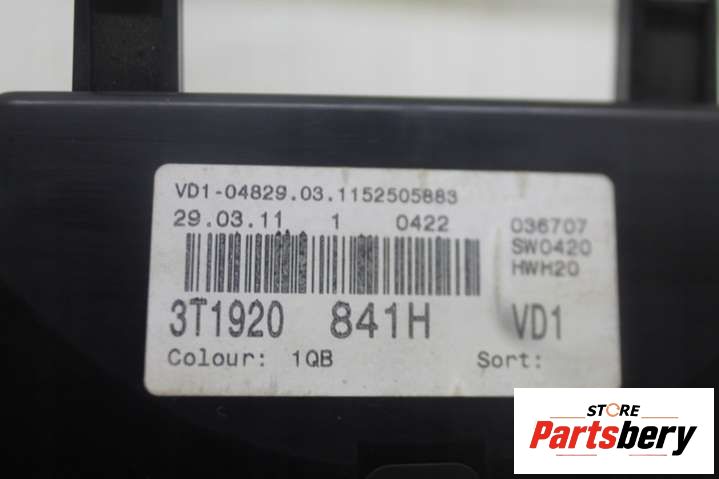 VD1-04829.03.1152505883
29.03.11 1 0422 036707
SW0420
HWH20
3T1920 841H VD1
Colour: 1QB Sort:
STORE
Partsbery